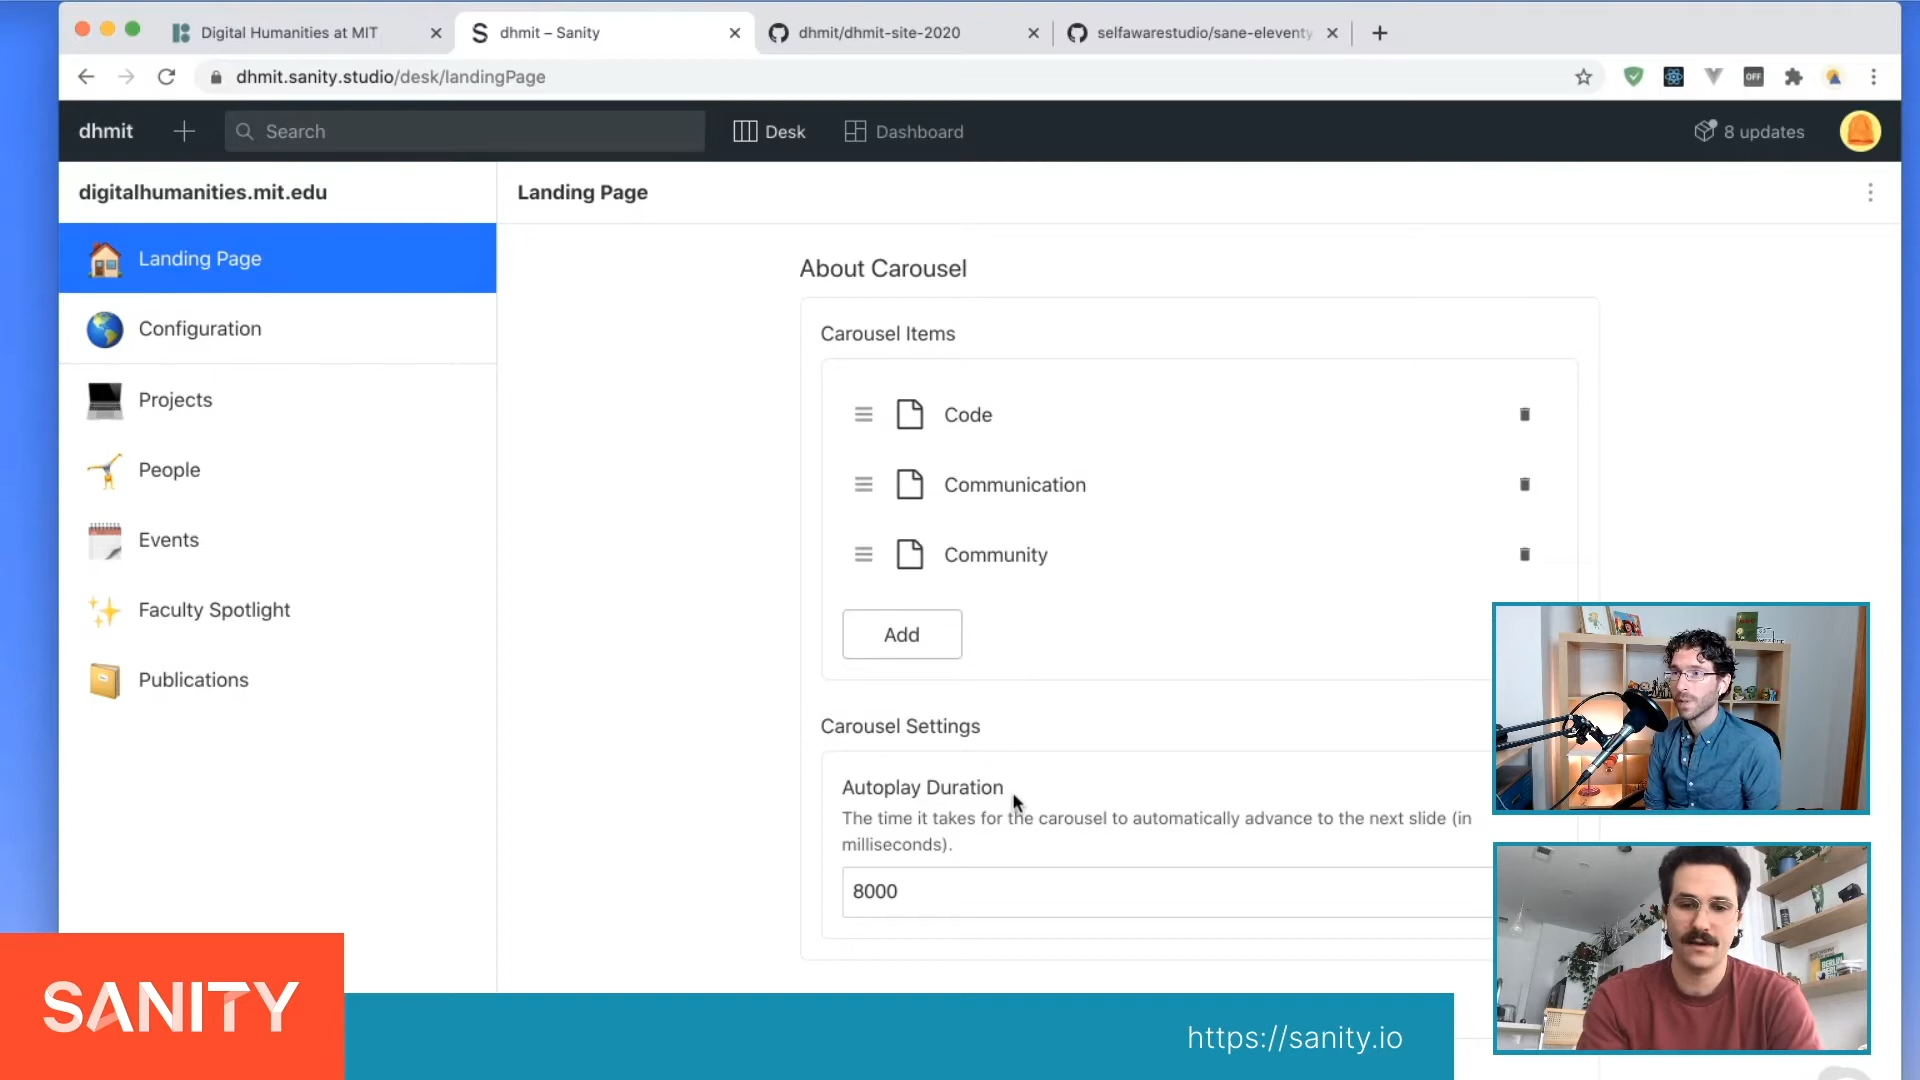 Digital Humanities at MIT
dhmit – Sanity
dhmit/dhmit-site-2020
selfawarestudio/sane-eleventy
dhmit.sanity.studio/desk/landingPage
OFF
dhmit
Search
Desk
Dashboard
8 updates
digitalhumanities.mit.edu
Landing Page
Landing Page
Configuration
Projects
People
Events
Faculty Spotlight
Publications
About Carousel
Carousel Items
Code
Communication
Community
Add
Carousel Settings
Autoplay Duration
The time it takes for the carousel to automatically advance to the next slide (in
milliseconds).
8000
SANITY
https://sanity.io